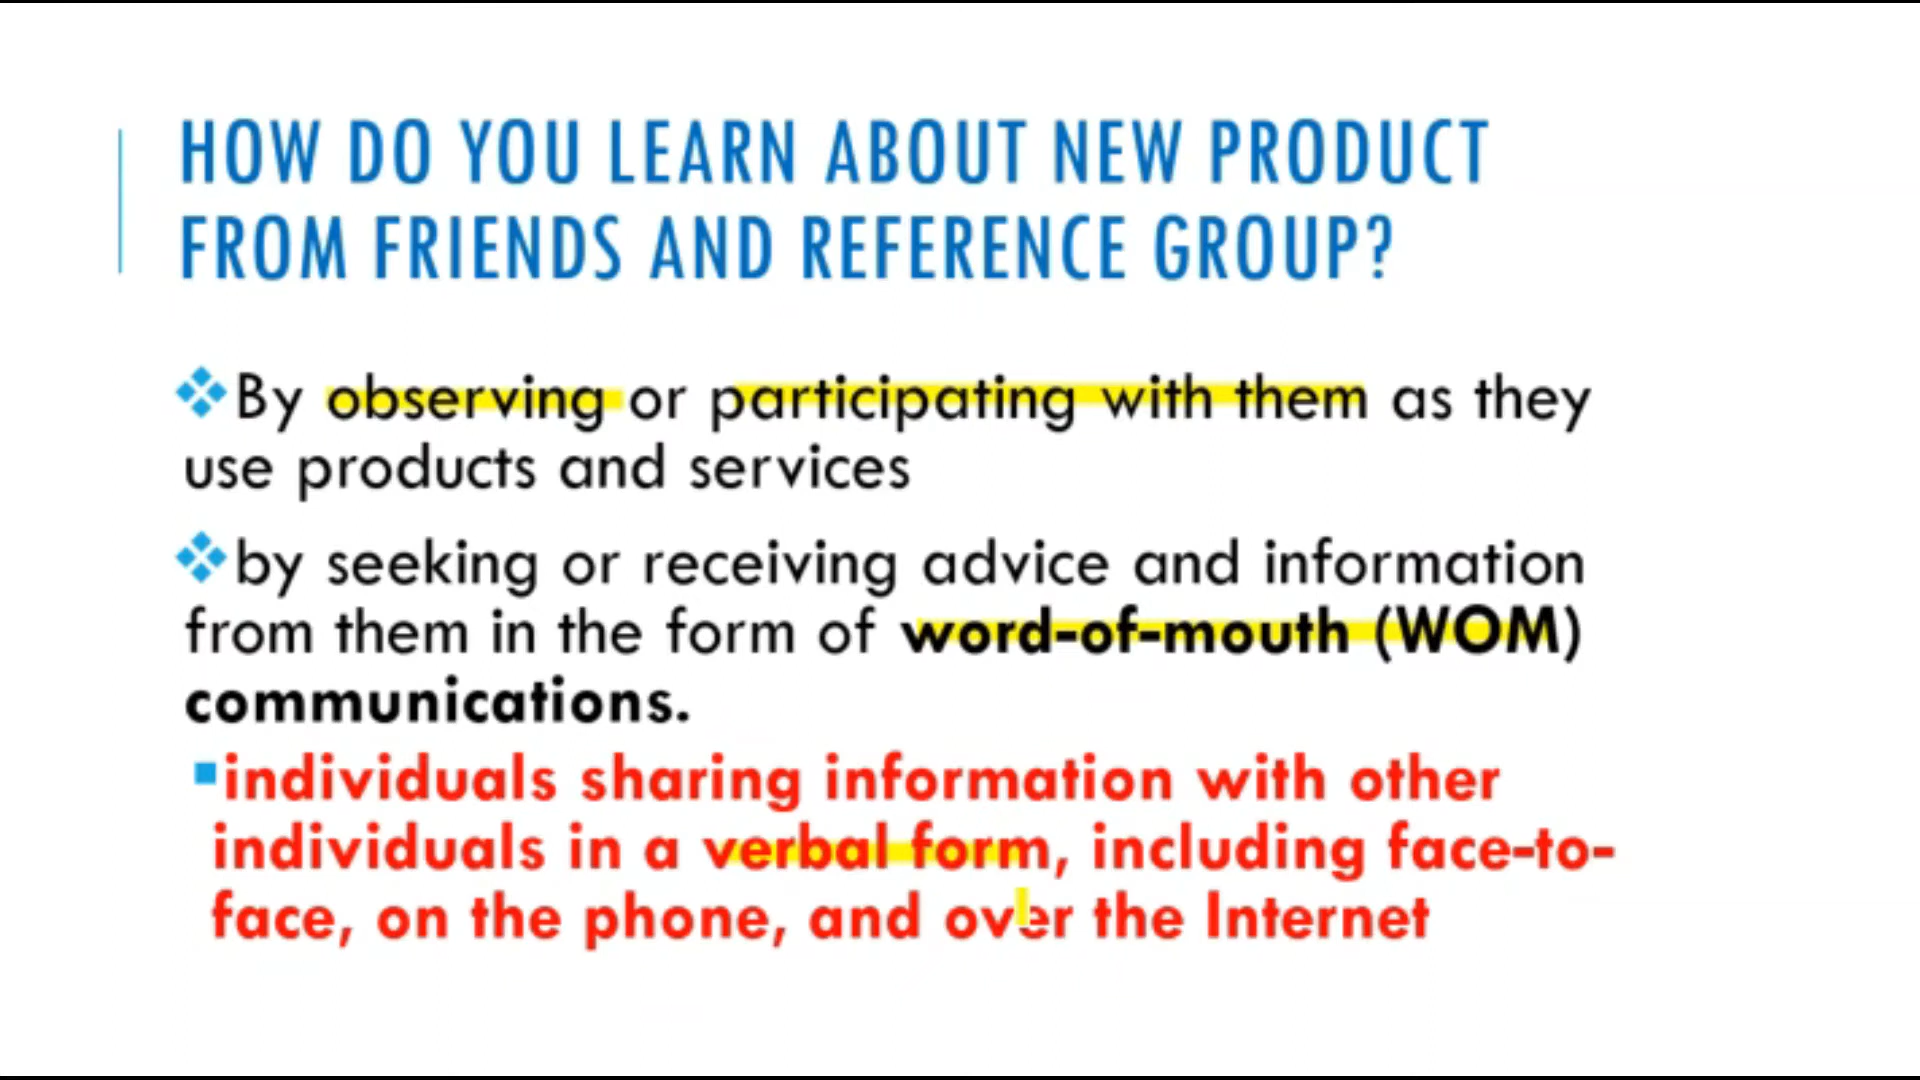 HOW DO YOU LEARN ABOUT NEW PRODUCT
FROM FRIENDS AND REFERENCE GROUP?
❖By observing or participating with them as they
use products and services
❖by seeking or receiving advice and information
from them in the form of word-of-mouth (WOM)
communications.
▪individuals sharing information with other
individuals in a verbal form, including face-to-
face, on the phone, and over the Internet